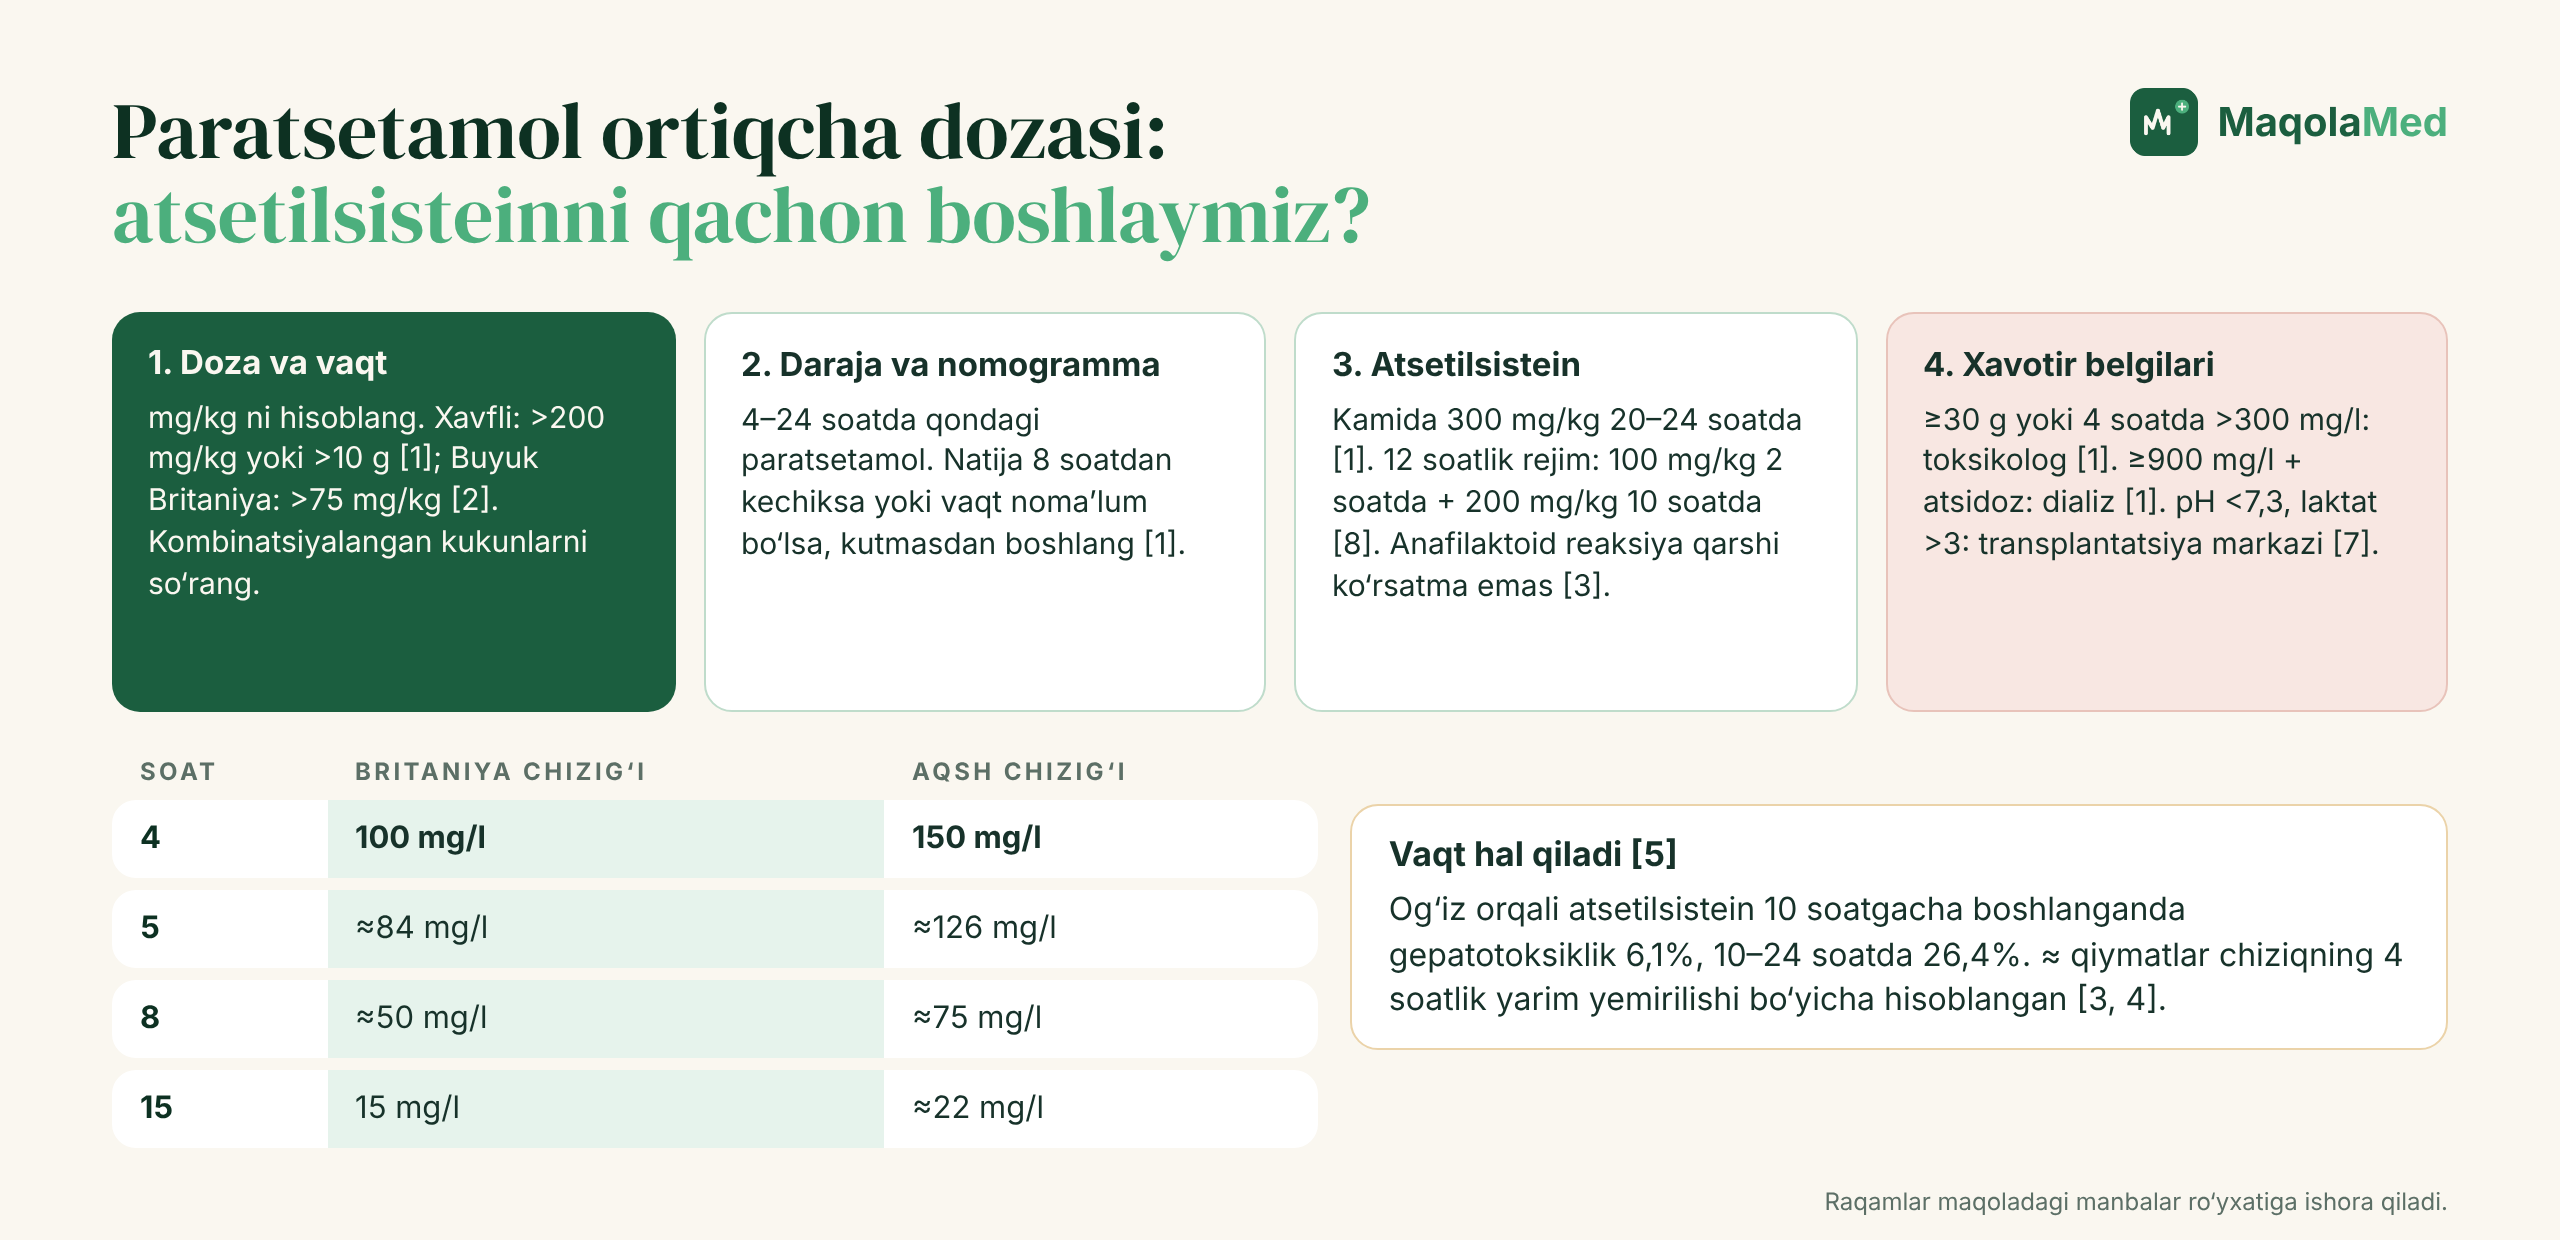 Paratsetamol ortiqcha dozasi:
atsetilsisteinni qachon boshlaymiz?
MaqolaMed
1. Doza va vaqt
mg/kg ni hisoblang. Xavfli: >200
mg/kg yoki >10 g [1]; Buyuk
Britaniya: >75 mg/kg [2].
Kombinatsiyalangan kukunlarni
so‘rang.
2. Daraja va nomogramma
4–24 soatda qondagi
paratsetamol. Natija 8 soatdan
kechiksa yoki vaqt noma’lum
bo‘lsa, kutmasdan boshlang [1].
3. Atsetilsistein
Kamida 300 mg/kg 20–24 soatda
[1]. 12 soatlik rejim: 100 mg/kg 2
soatda + 200 mg/kg 10 soatda
[8]. Anafilaktoid reaksiya qarshi
ko‘rsatma emas [3].
4. Xavotir belgilari
≥30 g yoki 4 soatda >300 mg/l:
toksikolog [1]. ≥900 mg/l +
atsidoz: dializ [1]. pH <7,3, laktat
>3: transplantatsiya markazi [7].
SOAT BRITANIYA CHIZIG‘I AQSH CHIZIG‘I
4 100 mg/l 150 mg/l
5 ≈84 mg/l ≈126 mg/l
8 ≈50 mg/l ≈75 mg/l
15 15 mg/l ≈22 mg/l
Vaqt hal qiladi [5]
Og‘iz orqali atsetilsistein 10 soatgacha boshlanganda
gepatotoksiklik 6,1%, 10–24 soatda 26,4%. ≈ qiymatlar chiziqning 4
soatlik yarim yemirilishi bo‘yicha hisoblangan [3, 4].
Raqamlar maqoladagi manbalar ro‘yxatiga ishora qiladi.